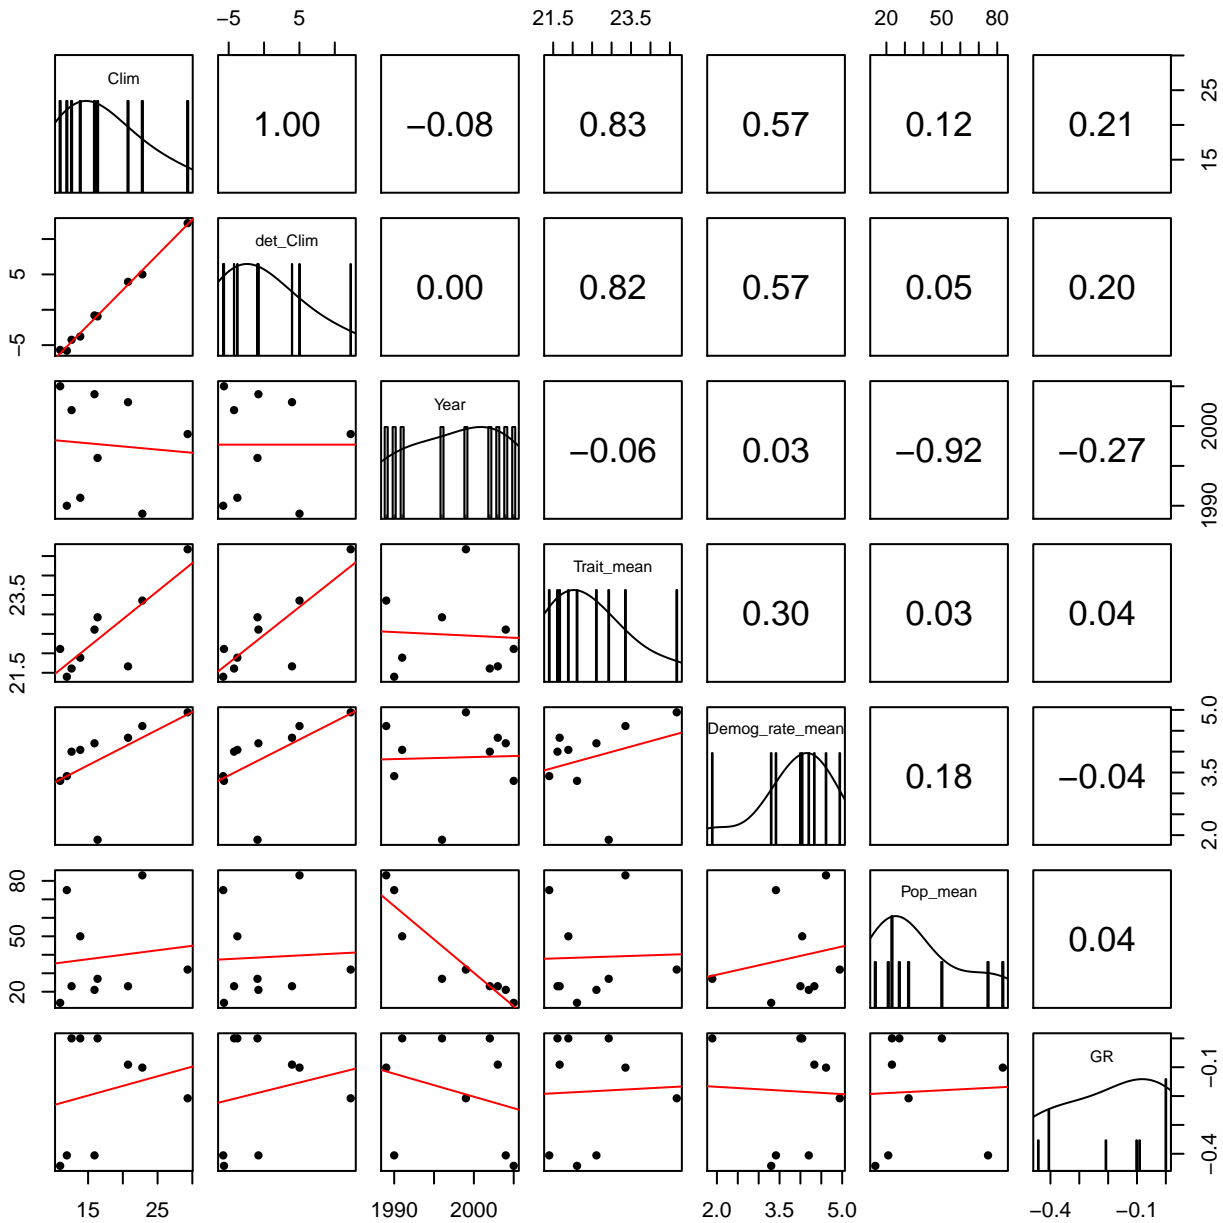 −5 5 21.5 23.5 20 50 80
Clim 1.00 −0.08 0.83 0.57 0.12 0.21 15 25
−5 5 det_Clim 0.00 0.82 0.57 0.05 0.20
Year −0.06 0.03 −0.92 −0.27 1990 2000
21.5 23.5 Trait_mean 0.30 0.03 0.04
Demog_rate_mean 0.18 −0.04 2.0 3.5 5.0
20 50 80 Pop_mean 0.04
GR −0.4 −0.1
15 25 1990 2000 2.0 3.5 5.0 −0.4 −0.1